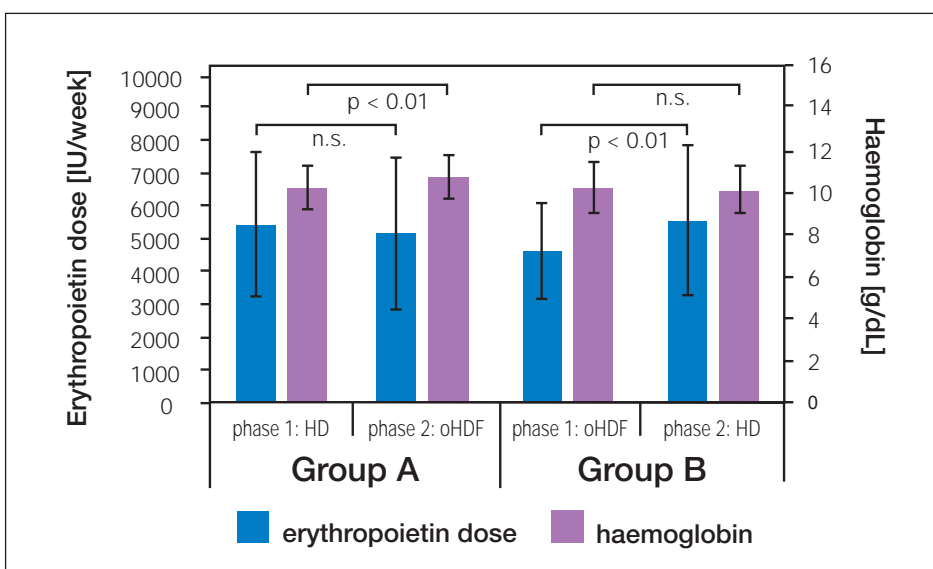 Erythropoietin dose [IU/week]
10000
9000
8000
7000
6000
5000
4000
3000
2000
1000
0
p < 0.01
n.s.
n.s.
p < 0.01
16
14
12
10
8
6
4
2
0
Haemoglobin [g/dL]
phase 1: HD
phase 2: oHDF
phase 1: oHDF
phase 2: HD
Group A
Group B
erythropoietin dose
haemoglobin